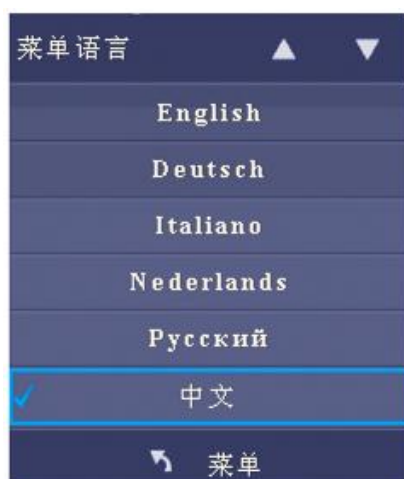 菜单语言
English
Deutsch
Italiano
Nederlands
Русский
中文
菜单